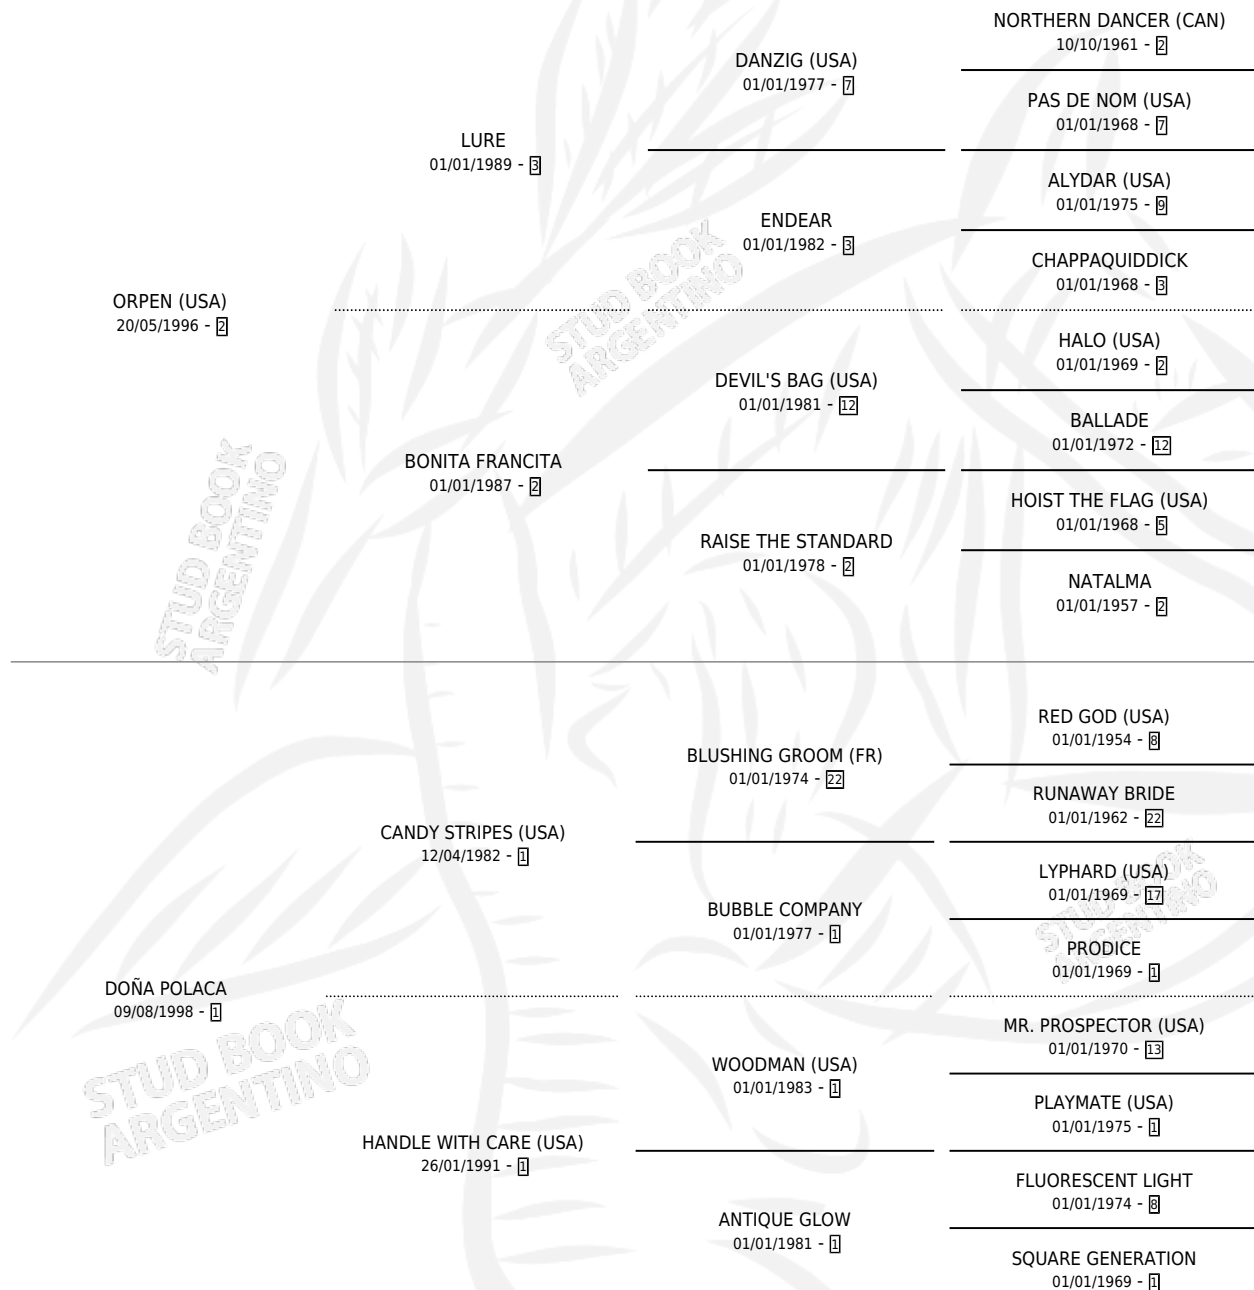 NORTHERN DANCER (CAN)
10/10/1961 - 2
DANZIG (USA)
01/01/1977 - 7
PAS DE NOM (USA)
01/01/1968 - 7
LURE
01/01/1989 - 3
ALYDAR (USA)
01/01/1975 - 9
ENDEAR
01/01/1982 - 3
CHAPPAQUIDDICK
01/01/1968 - 3
ORPEN (USA)
20/05/1996 - 2
HALO (USA)
01/01/1969 - 2
DEVIL'S BAG (USA)
01/01/1981 - 12
BALLADE
01/01/1972 - 12
BONITA FRANCITA
01/01/1987 - 2
HOIST THE FLAG (USA)
01/01/1968 - 5
RAISE THE STANDARD
01/01/1978 - 2
NATALMA
01/01/1957 - 2
RED GOD (USA)
01/01/1954 - 8
BLUSHING GROOM (FR)
01/01/1974 - 22
RUNAWAY BRIDE
01/01/1962 - 22
CANDY STRIPES (USA)
12/04/1982 - 1
LYPHARD (USA)
01/01/1969 - 17
BUBBLE COMPANY
01/01/1977 - 1
PRODICE
01/01/1969 - 1
DOÑA POLACA
09/08/1998 - 1
MR. PROSPECTOR (USA)
01/01/1970 - 13
WOODMAN (USA)
01/01/1983 - 1
PLAYMATE (USA)
01/01/1975 - 1
HANDLE WITH CARE (USA)
26/01/1991 - 1
FLUORESCENT LIGHT
01/01/1974 - 8
ANTIQUE GLOW
01/01/1981 - 1
SQUARE GENERATION
01/01/1969 - 1
STUD BOOK
ARGENTINO
STUD BOOK
ARGENTINO
STUD BOOK
ARGENTINO
STUD BOOK
ARGENTINO